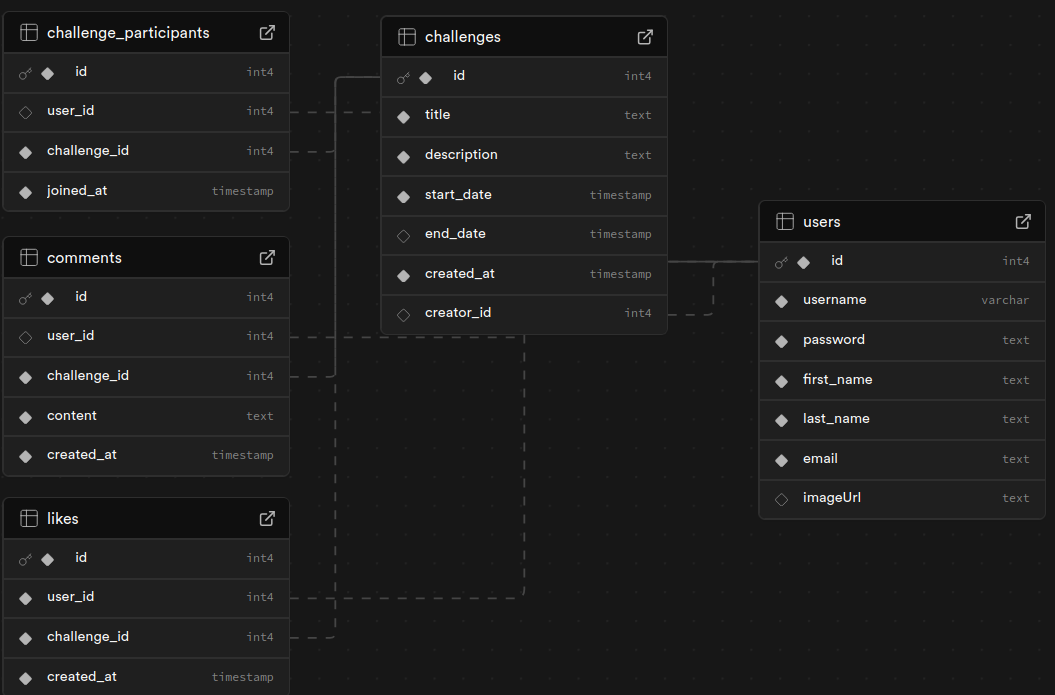 challenge_participants
id int4
user_id int4
challenge_id int4
joined_at timestamp
comments
id int4
user_id int4
challenge_id int4
content text
created_at timestamp
likes
id int4
user_id int4
challenge_id int4
created_at timestamp
challenges
id int4
title text
description text
start_date timestamp
end_date timestamp
created_at timestamp
creator_id int4
users
id int4
username varchar
password text
first_name text
last_name text
email text
imageUrl text